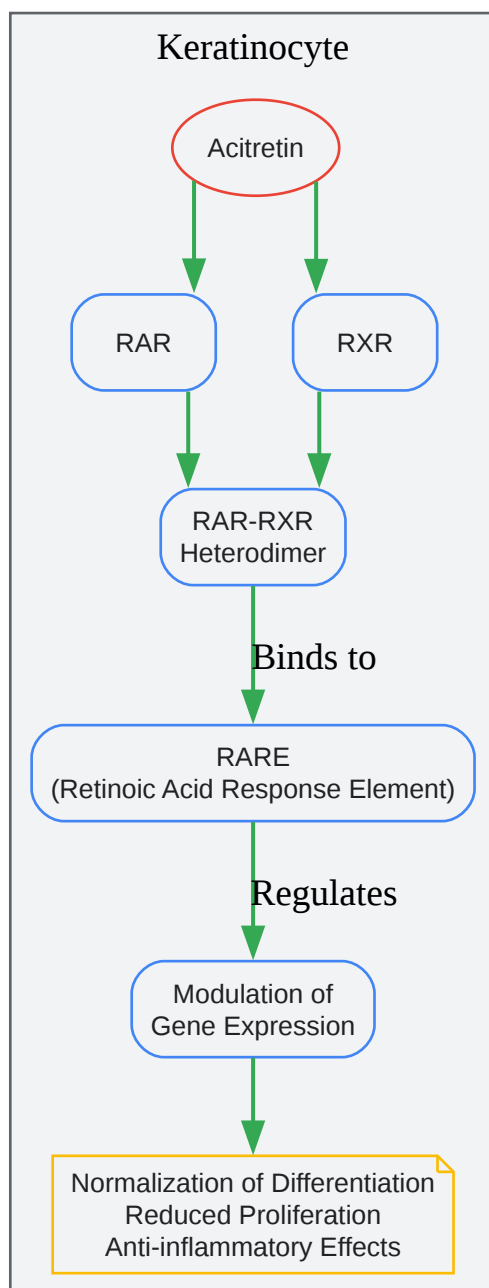 Keratinocyte
Acitretin
RAR
RXR
RAR-RXR
Heterodimer
Binds to
RARE
(Retinoic Acid Response Element)
Regulates
Modulation of
Gene Expression
Normalization of Differentiation
Reduced Proliferation
Anti-inflammatory Effects